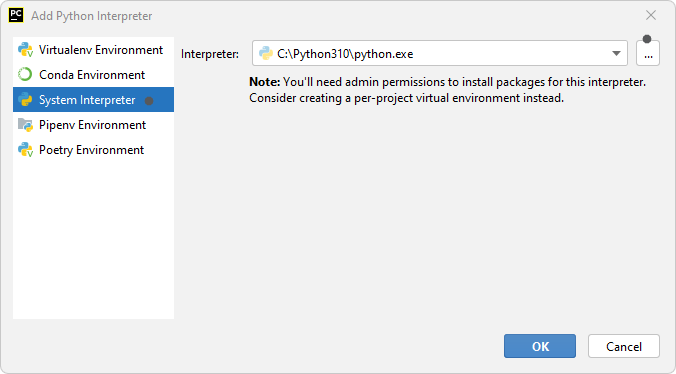 PC Add Python Interpreter
Virtualenv Environment
Conda Environment
System Interpreter
Pipenv Environment
Poetry Environment
Interpreter: C:\Python310\python.exe ...
Note: You'll need admin permissions to install packages for this interpreter.
Consider creating a per-project virtual environment instead.
OK Cancel